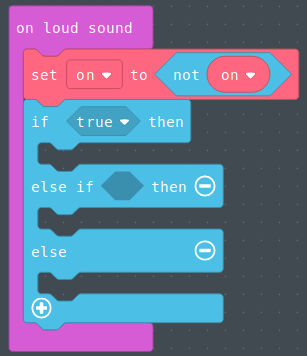 on loud sound
set on to not on
if true then
else if then
else